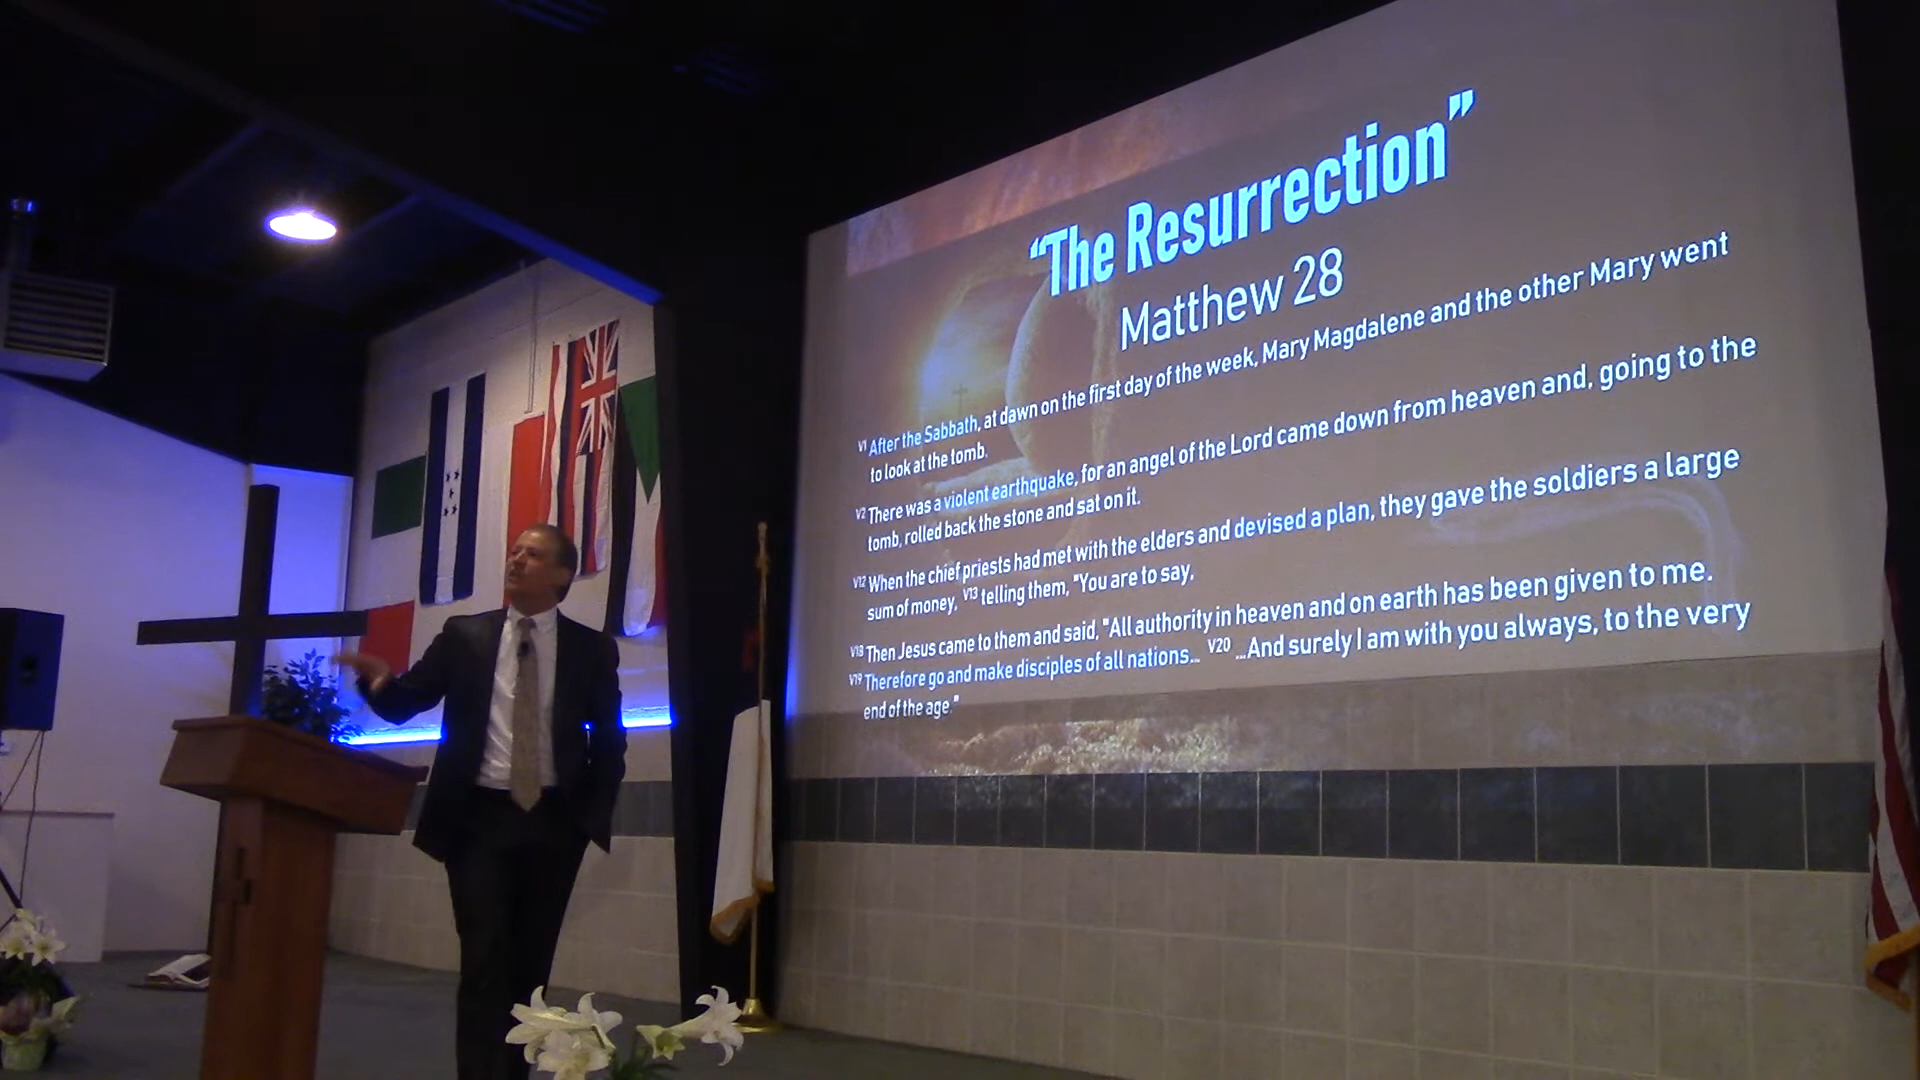 “The Resurrection”
Matthew 28
V1 After the Sabbath, at dawn on the first day of the week, Mary Magdalene and the other Mary went
to look at the tomb.
V2 There was a violent earthquake, for an angel of the Lord came down from heaven and, going to the
tomb, rolled back the stone and sat on it.
V12 When the chief priests had met with the elders and devised a plan, they gave the soldiers a large
sum of money, V13 telling them, "You are to say,
V18 Then Jesus came to them and said, "All authority in heaven and on earth has been given to me.
V19 Therefore go and make disciples of all nations... V20 ...And surely I am with you always, to the very
end of the age."